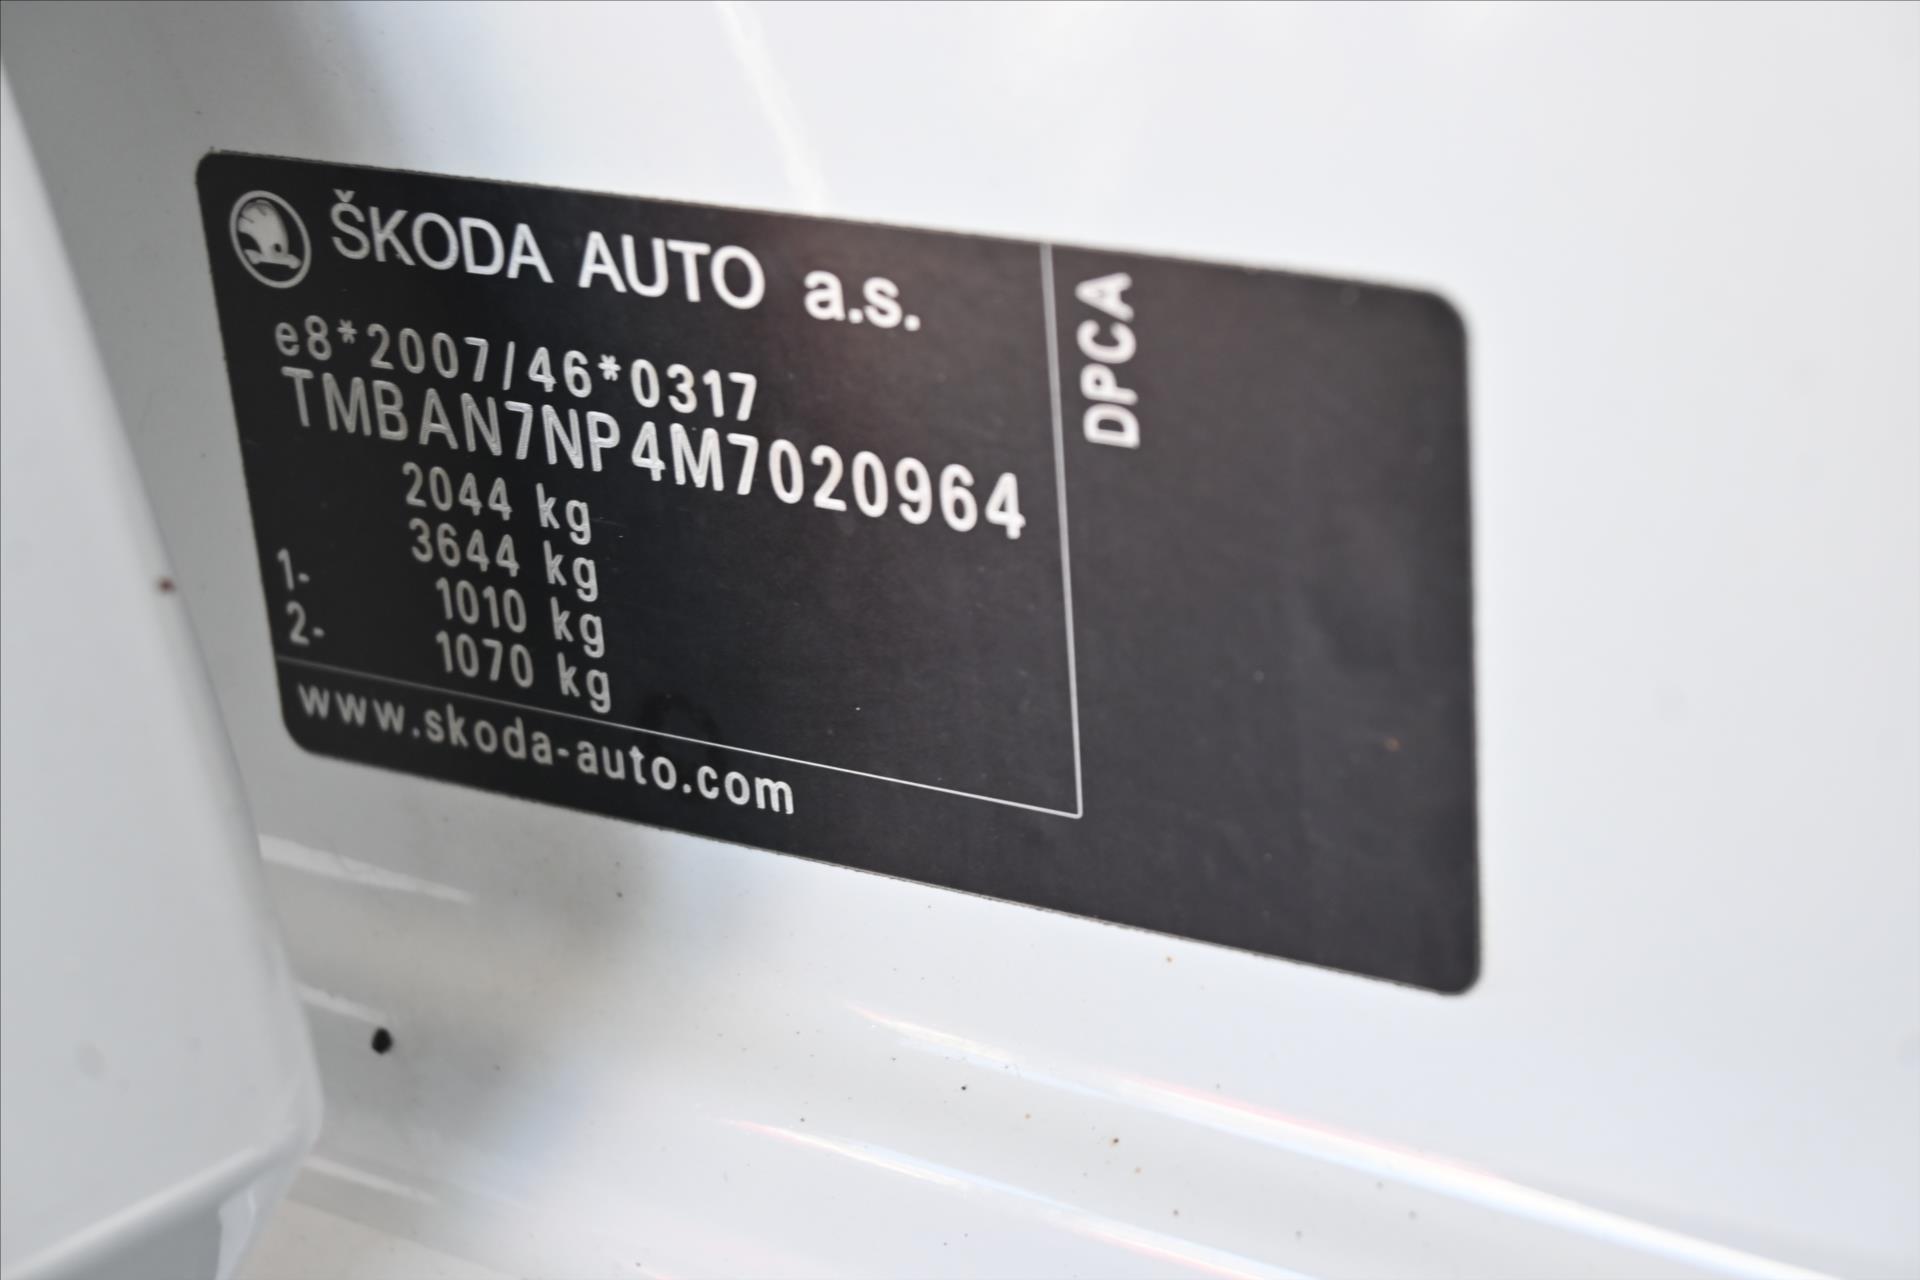 ŠKODA AUTO a.s.
e8*2007/46*0317
TMBAN7NP4M7020964
2044 kg
3644 kg
1- 1010 kg
2- 1070 kg
www.skoda-auto.com
DPCA